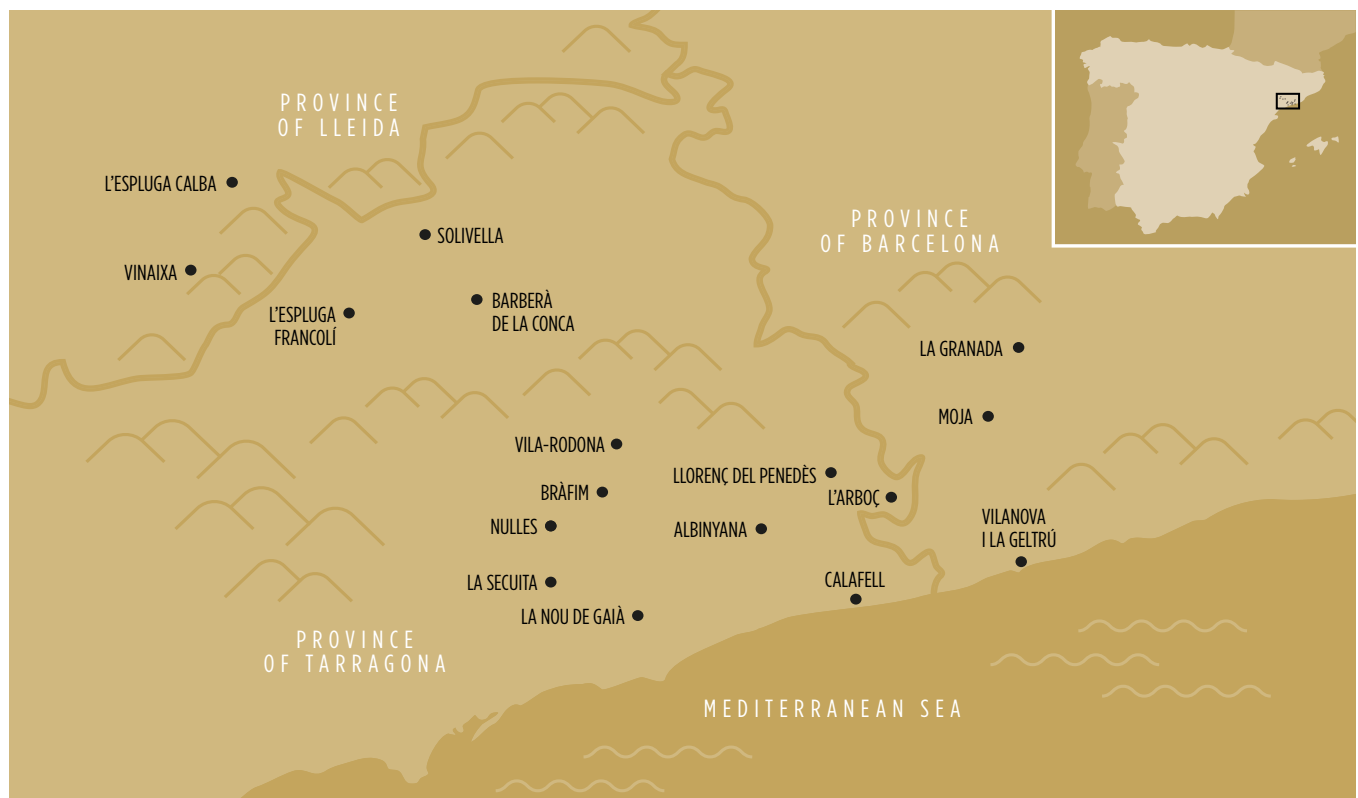 PROVINCE
OF LLEIDA
L'ESPLUGA CALBA
SOLIVELLA
VINAIXA
L'ESPLUGA
FRANCOLÍ
BARBERÀ
DE LA CONCA
PROVINCE
OF BARCELONA
LA GRANADA
MOJA
VILA-RODONA
LLORENÇ DEL PENEDÈS
BRÀFIM
L'ARBOÇ
NULLES
ALBINYANA
VILANOVA
I LA GELTRÚ
LA SECUITA
CALAFELL
LA NOU DE GAIÀ
PROVINCE
OF TARRAGONA
MEDITERRANEAN SEA